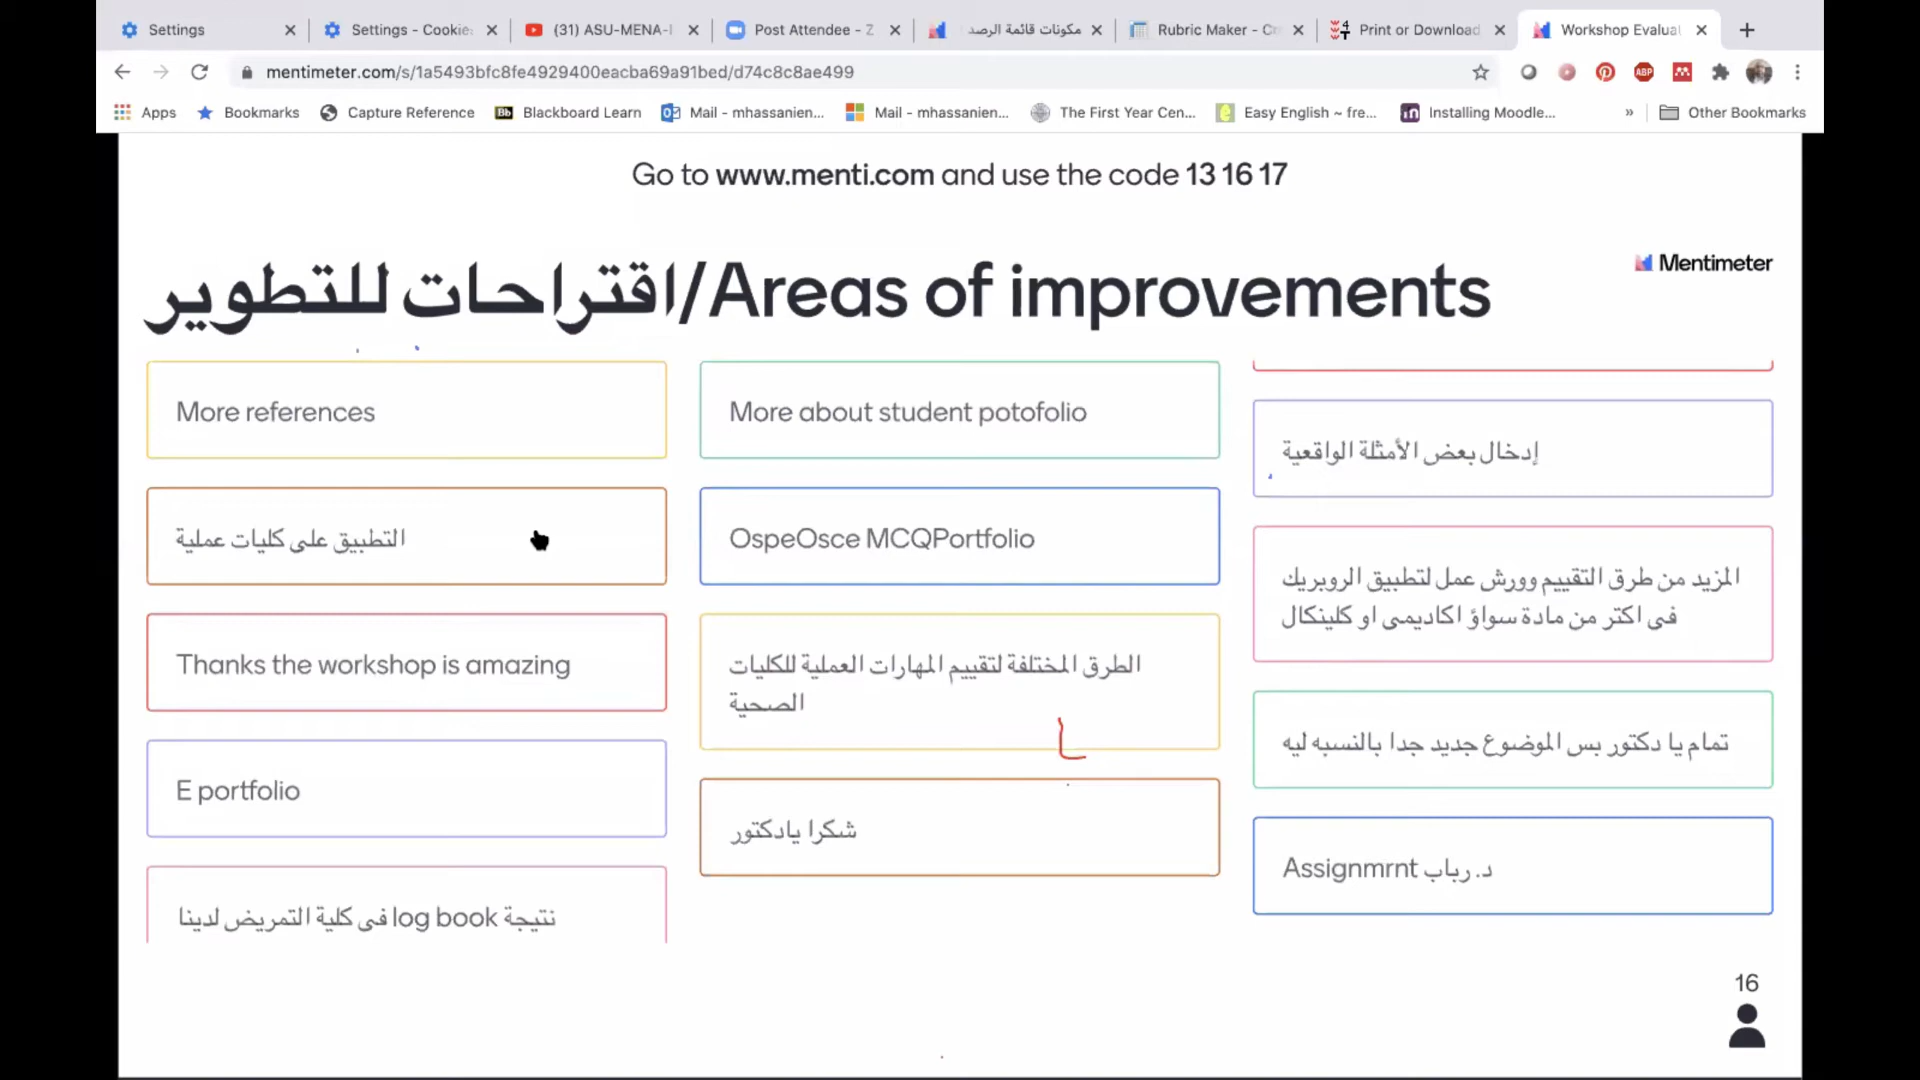 Settings
Settings - Cookie
(31) ASU-MENA-
Post Attendee - Z
مكونات قائمة الرصد
Rubric Maker - Cr
Print or Download
Workshop Evaluat
mentimeter.com/s/1a5493bfc8fe4929400eacba69a91bed/d74c8c8ae499
ABP
Apps
Bookmarks
Capture Reference
Bb
Blackboard Learn
Mail - mhassanien...
Mail - mhassanien...
The First Year Cen...
Easy English ~ fre...
in
Installing Moodle...
»
Other Bookmarks
Go to www.menti.com and use the code 13 16 17
اقتراحات للتطوير/Areas of improvements
Mentimeter
More references
التطبيق على كليات عملية
Thanks the workshop is amazing
E portfolio
نتيجة log book فى كلية التمريض لدينا
More about student potofolio
OspeOsce MCQPortfolio
الطرق المختلفة لتقييم المهارات العملية للكليات
الصحية
شكرا يادكتور
إدخال بعض الأمثلة الواقعية
المزيد من طرق التقييم وورش عمل لتطبيق الروبريك
فى اكتر من مادة سواؤ اكاديمى او كلينكال
تمام يا دكتور بس الموضوع جديد جدا بالنسبه ليه
Assignmrnt د. رباب
16